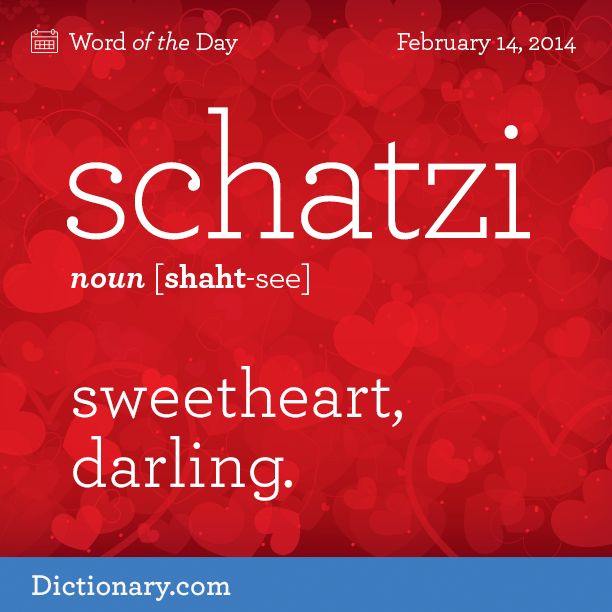 Word of the Day
February 14, 2014
schatzi
noun [shaht-see]
sweetheart,
darling.
Dictionary.com